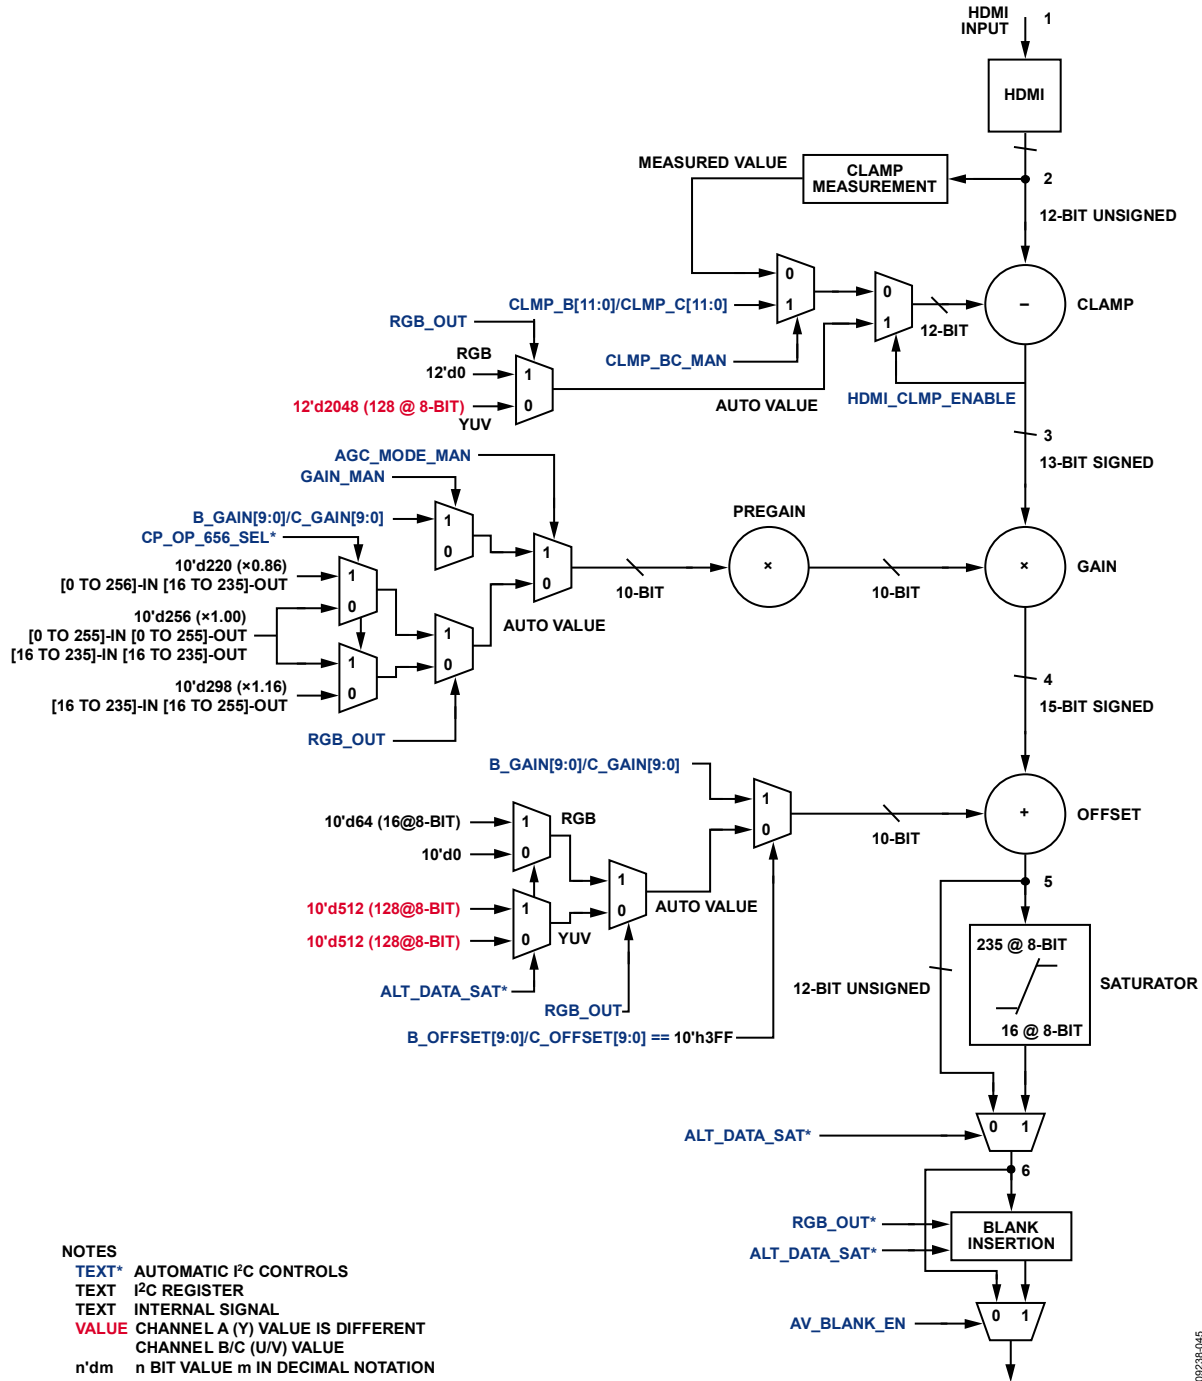 HDMI
INPUT
1
HDMI
MEASURED VALUE
CLAMP
MEASUREMENT
2
12-BIT UNSIGNED
0
CLMP_B[11:0]/CLMP_C[11:0]
1
0
1
12-BIT
–
CLAMP
RGB_OUT
CLMP_BC_MAN
RGB
12'd0
1
12'd2048 (128 @ 8-BIT)
0
YUV
AUTO VALUE
HDMI_CLMP_ENABLE
3
13-BIT SIGNED
AGC_MODE_MAN
GAIN_MAN
B_GAIN[9:0]/C_GAIN[9:0]
1
0
CP_OP_656_SEL*
10'd220 (×0.86)
[0 TO 256]-IN [16 TO 235]-OUT
1
0
10'd256 (×1.00)
[0 TO 255]-IN [0 TO 255]-OUT
[16 TO 235]-IN [16 TO 235]-OUT
1
0
10'd298 (×1.16)
[16 TO 235]-IN [16 TO 255]-OUT
1
0
RGB_OUT
1
0
AUTO VALUE
10-BIT
PREGAIN
×
10-BIT
×
GAIN
4
15-BIT SIGNED
B_GAIN[9:0]/C_GAIN[9:0]
1
0
10-BIT
+
OFFSET
10'd64 (16@8-BIT)
1
RGB
10'd0
0
10'd512 (128@8-BIT)
1
10'd512 (128@8-BIT)
0
YUV
1
0
AUTO VALUE
ALT_DATA_SAT*
RGB_OUT
B_OFFSET[9:0]/C_OFFSET[9:0] == 10'h3FF
5
235 @ 8-BIT
16 @ 8-BIT
SATURATOR
12-BIT UNSIGNED
0 1
ALT_DATA_SAT*
6
RGB_OUT*
ALT_DATA_SAT*
BLANK
INSERTION
0 1
AV_BLANK_EN
NOTES
TEXT* AUTOMATIC I²C CONTROLS
TEXT I²C REGISTER
TEXT INTERNAL SIGNAL
VALUE CHANNEL A (Y) VALUE IS DIFFERENT
CHANNEL B/C (U/V) VALUE
n'dm n BIT VALUE m IN DECIMAL NOTATION
09238-045